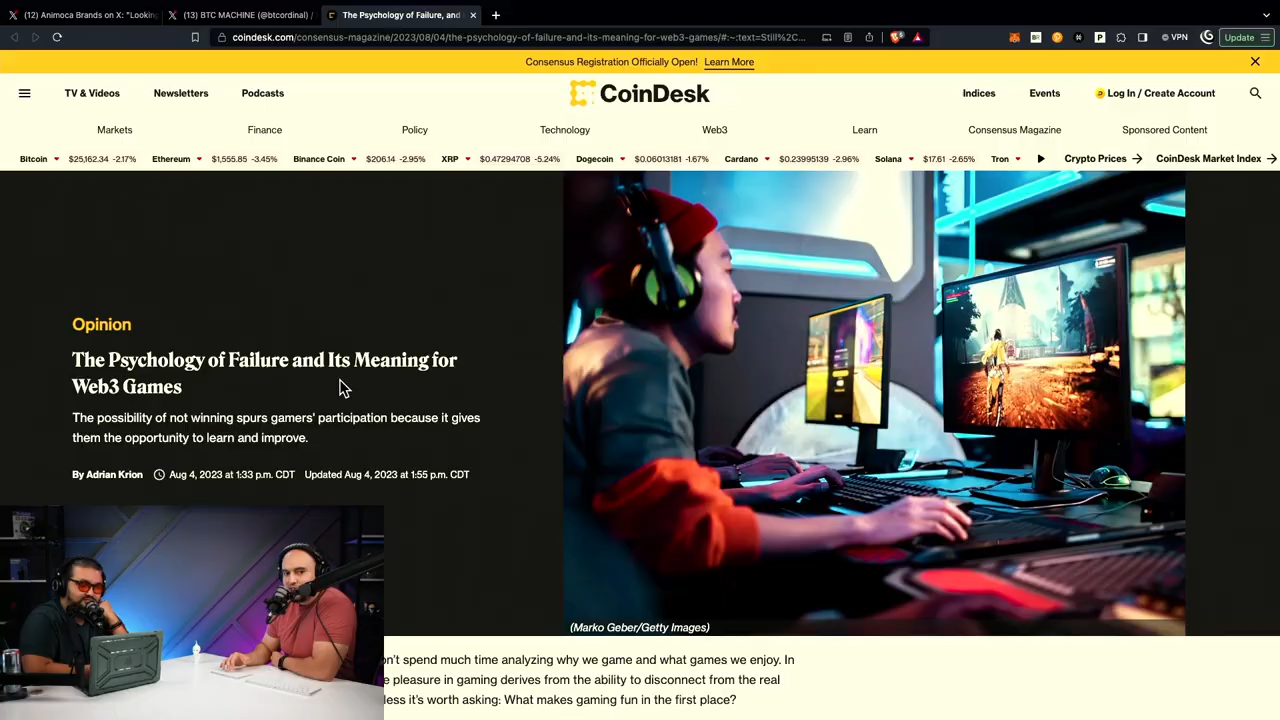 (12) Animoca Brands on X: "Lookin
(13) BTC MACHINE (@btcordinal) /
The Psychology of Failure, and
coindesk.com/consensus-magazine/2023/08/04/the-psychology-of-failure-and-its-meaning-for-web3-games/#:~:text=Still%2C...
VPN
Update
Consensus Registration Officially Open! Learn More
TV & Videos Newsletters Podcasts
CoinDesk
Indices Events Log In / Create Account
Markets Finance Policy Technology Web3 Learn Consensus Magazine Sponsored Content
Bitcoin $25,162.34 -2.17% Ethereum $1,555.85 -3.45% Binance Coin $206.14 -2.95% XRP $0.47294708 -5.24% Dogecoin $0.06013181 -1.67% Cardano $0.23995139 -2.96% Solana $17.61 -2.65% Tron Crypto Prices CoinDesk Market Index
Opinion
The Psychology of Failure and Its Meaning for
Web3 Games
The possibility of not winning spurs gamers' participation because it gives
them the opportunity to learn and improve.
By Adrian Krion Aug 4, 2023 at 1:33 p.m. CDT Updated Aug 4, 2023 at 1:55 p.m. CDT
(Marko Geber/Getty Images)
on't spend much time analyzing why we game and what games we enjoy. In
e pleasure in gaming derives from the ability to disconnect from the real
less it's worth asking: What makes gaming fun in the first place?